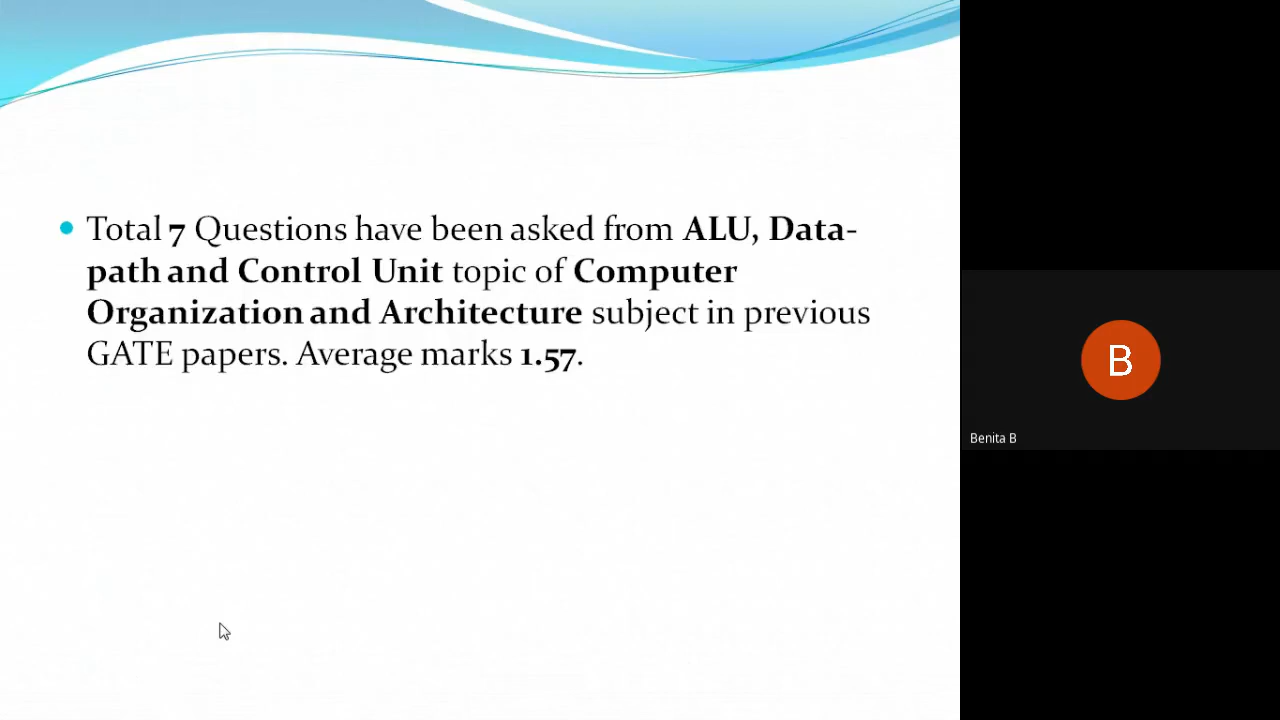 Total 7 Questions have been asked from ALU, Data-
path and Control Unit topic of Computer
Organization and Architecture subject in previous
GATE papers. Average marks 1.57.
B
Benita B